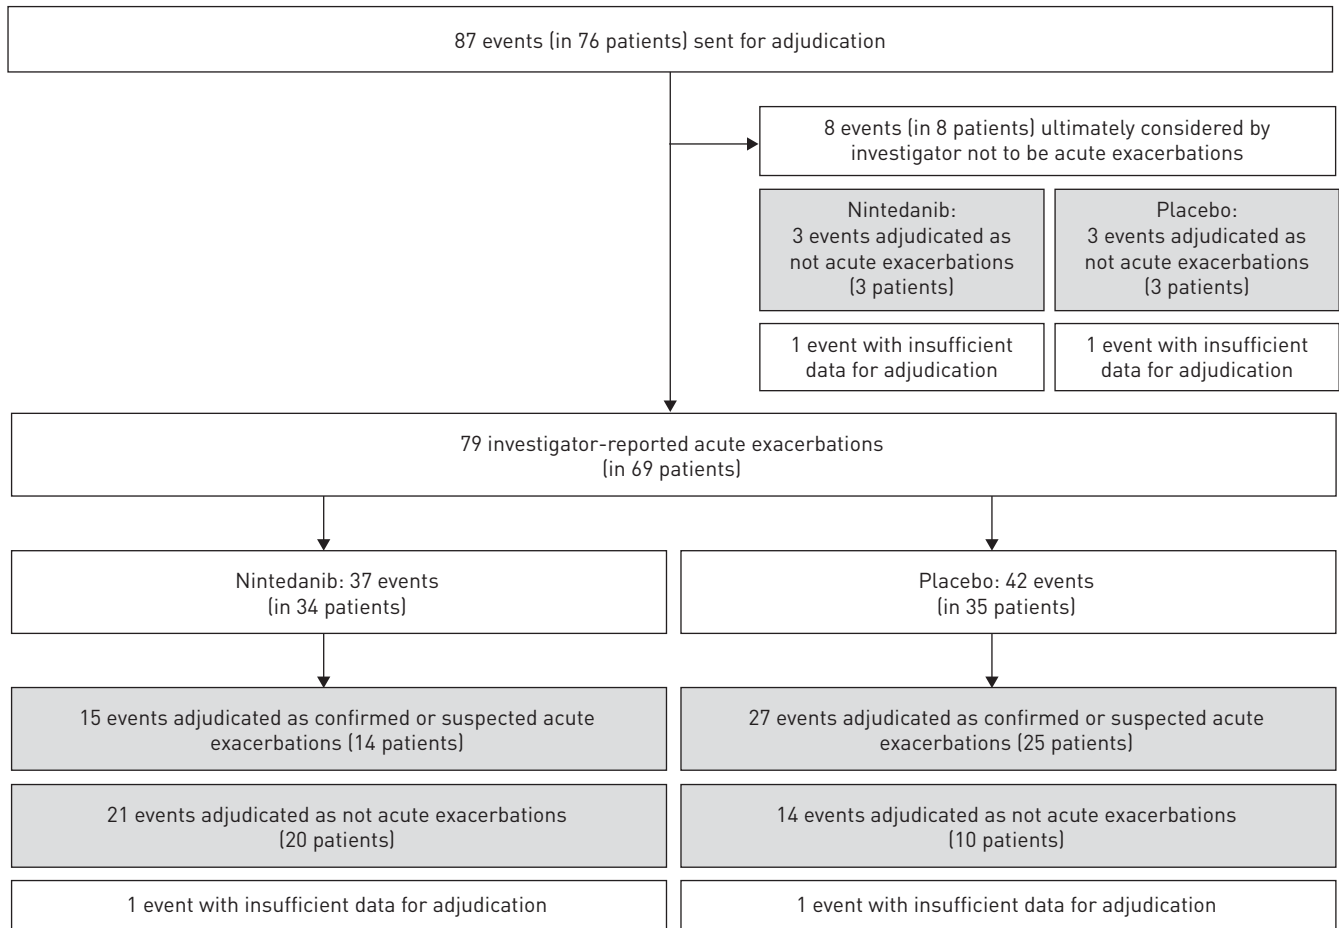 87 events (in 76 patients) sent for adjudication
8 events (in 8 patients) ultimately considered by
investigator not to be acute exacerbations
Nintedanib:
3 events adjudicated as
not acute exacerbations
(3 patients)
Placebo:
3 events adjudicated as
not acute exacerbations
(3 patients)
1 event with insufficient
data for adjudication
1 event with insufficient
data for adjudication
79 investigator-reported acute exacerbations
(in 69 patients)
Nintedanib: 37 events
(in 34 patients)
Placebo: 42 events
(in 35 patients)
15 events adjudicated as confirmed or suspected acute
exacerbations (14 patients)
27 events adjudicated as confirmed or suspected acute
exacerbations (25 patients)
21 events adjudicated as not acute exacerbations
(20 patients)
14 events adjudicated as not acute exacerbations
(10 patients)
1 event with insufficient data for adjudication
1 event with insufficient data for adjudication